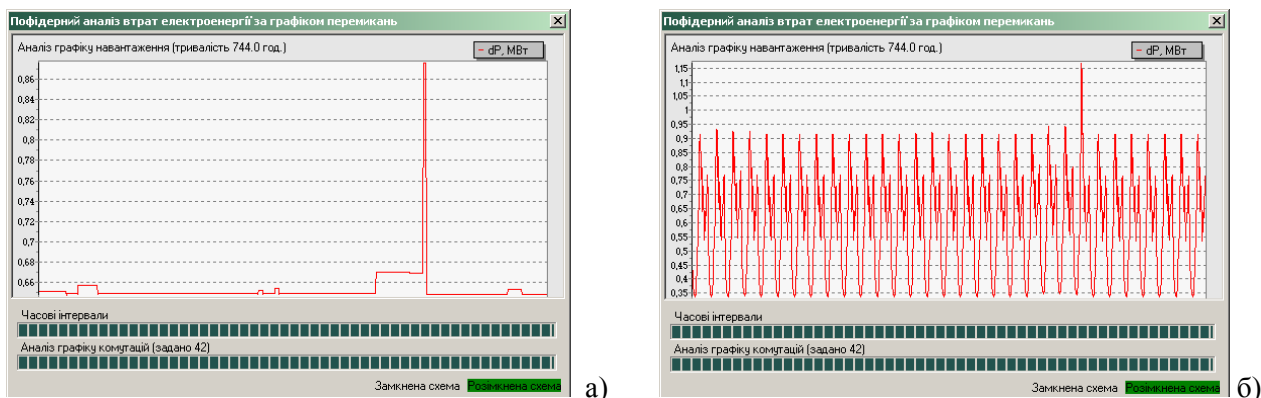 Пофідерний аналіз втрат електроенергії за графіком перемикань
Аналіз графіку навантаження (тривалість 744.0 год.)
dP, МВт
0,86
0,84
0,82
0,8
0,78
0,76
0,74
0,72
0,7
0,68
0,66
Часові інтервали
Аналіз графіку комутацій (задано 42)
Замкнена схема Розімкнена схема
а)
Пофідерний аналіз втрат електроенергії за графіком перемикань
Аналіз графіку навантаження (тривалість 744.0 год.)
dP, МВт
1,15
1,1
1,05
1
0,95
0,9
0,85
0,8
0,75
0,7
0,65
0,6
0,55
0,5
0,45
0,4
0,35
Часові інтервали
Аналіз графіку комутацій (задано 42)
Замкнена схема Розімкнена схема
б)